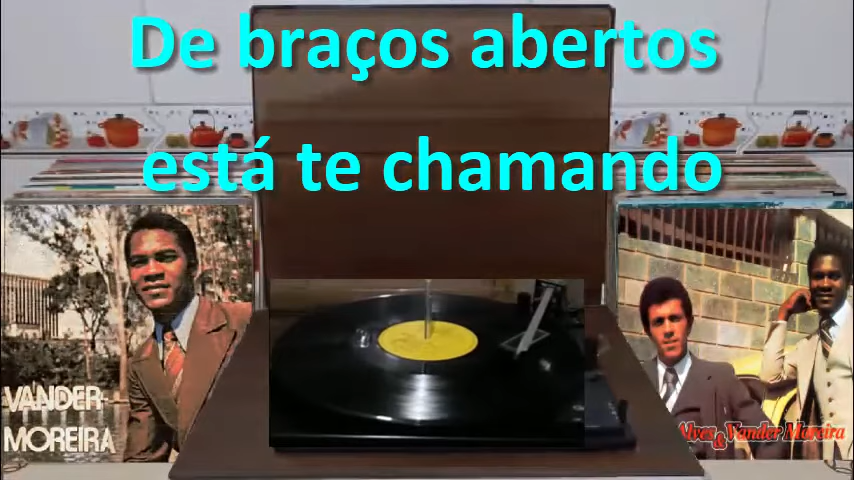 De braços abertos
está te chamando
VANDER
MOREIRA
Alves & Vander Moreira